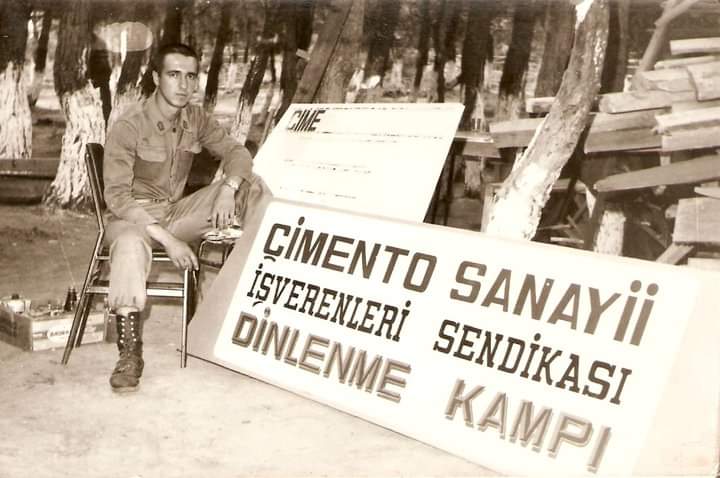 ÇİME
ÇİMENTO SANAYİİ
İŞVERENLERİ SENDİKASI
DİNLENME KAMPI